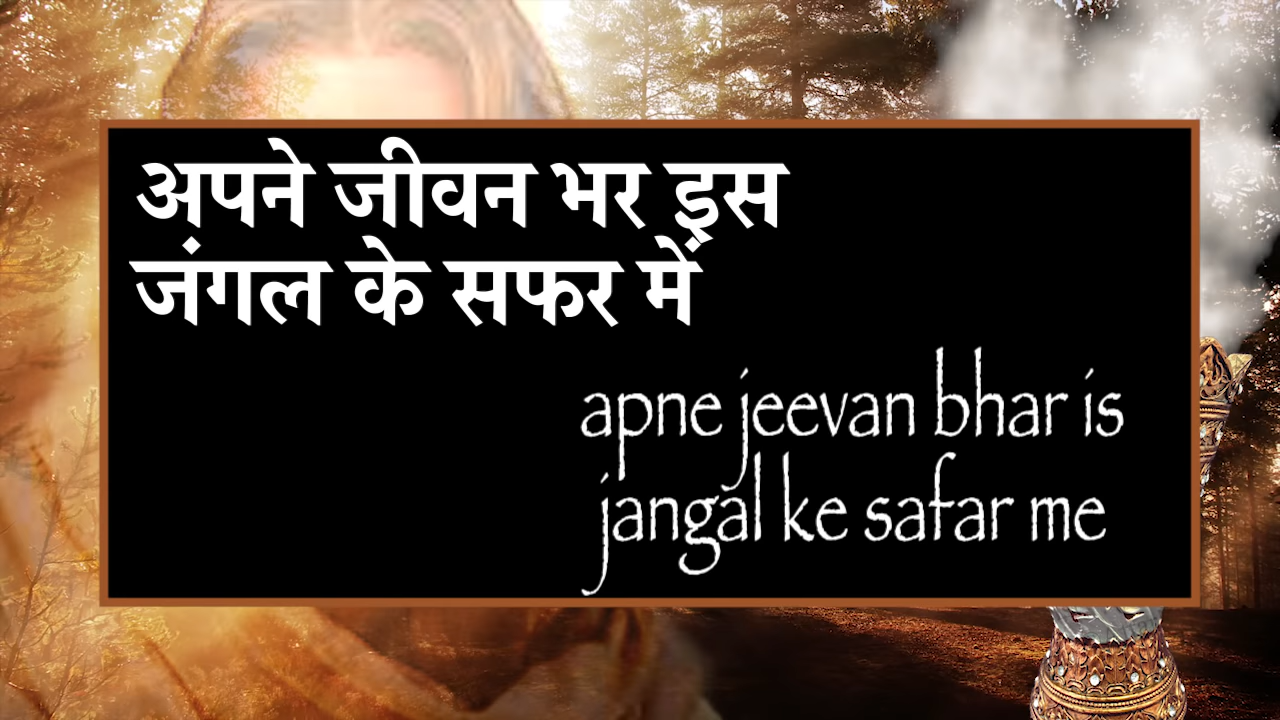 अपने जीवन भर इस
जंगल के सफर में
apne jeevan bhar is
jangal ke safar me